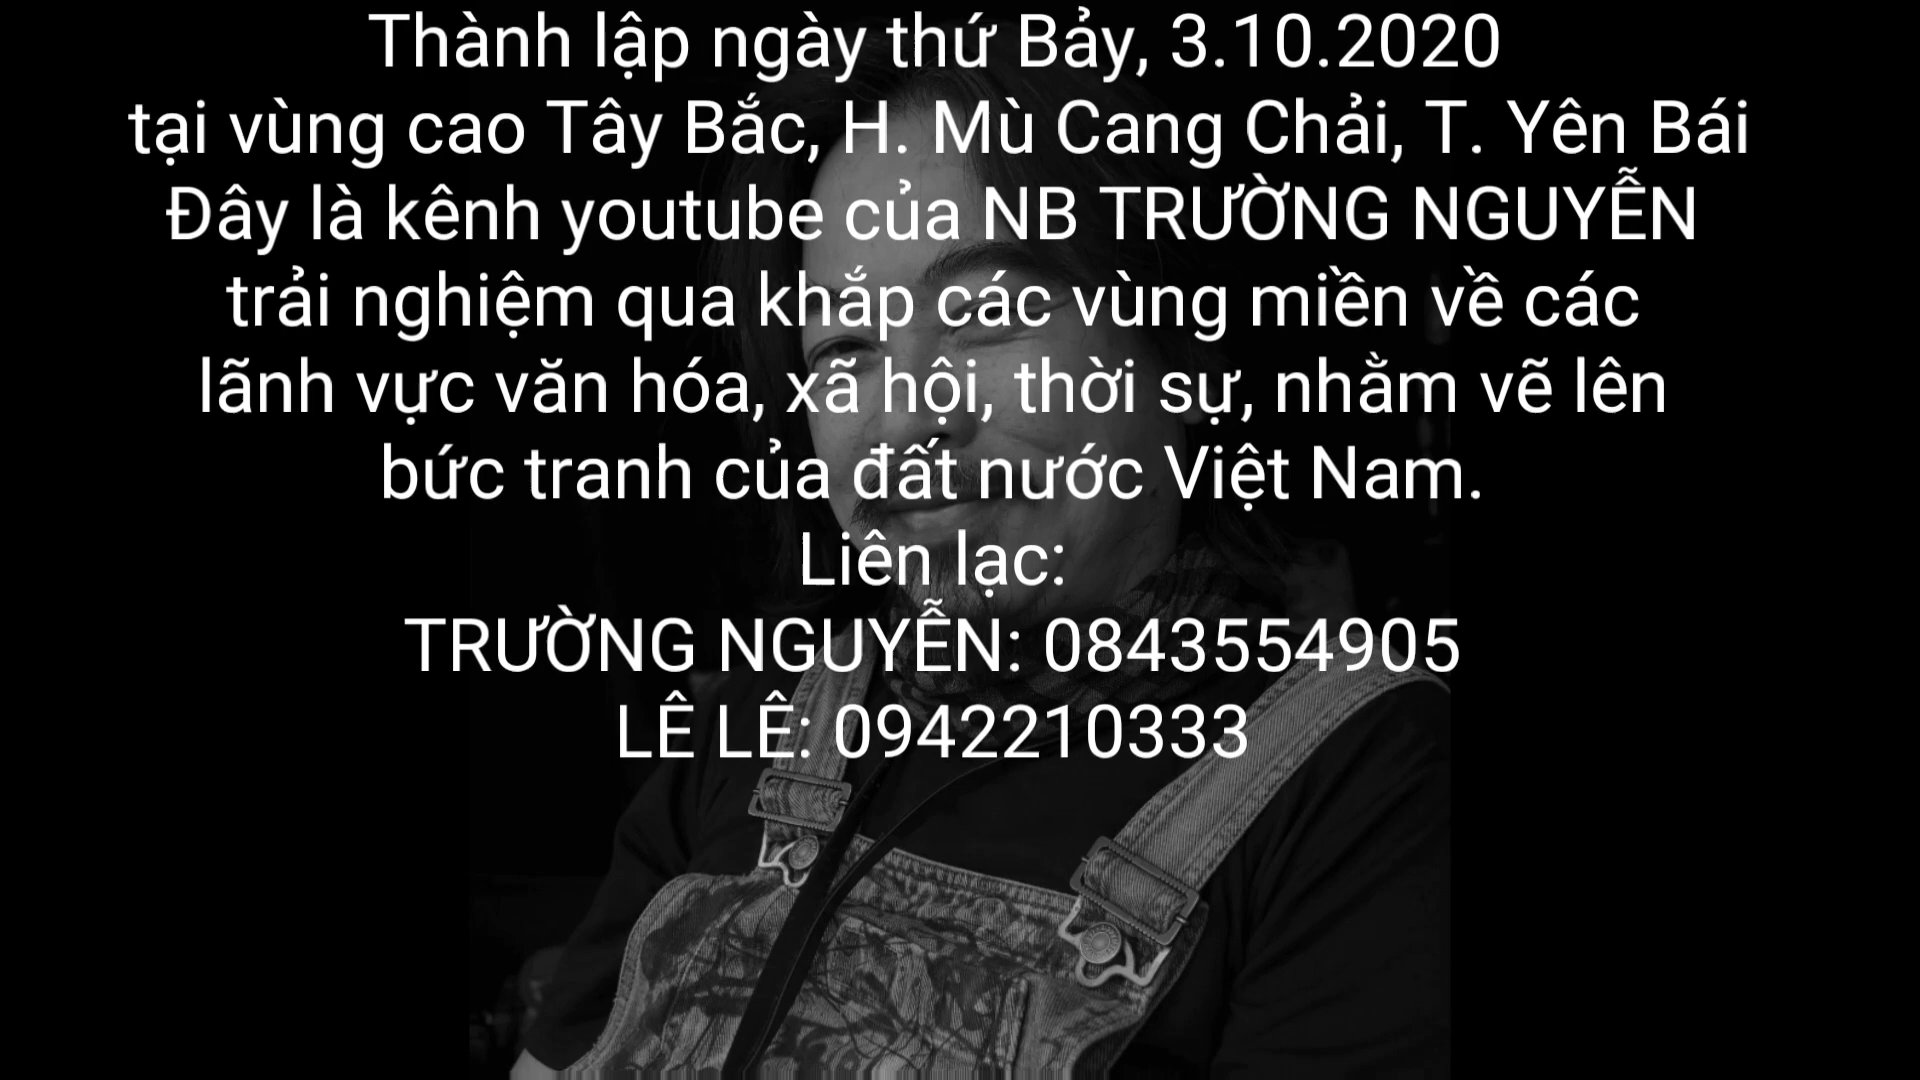 Thành lập ngày thứ Bảy, 3.10.2020
tại vùng cao Tây Bắc, H. Mù Cang Chải, T. Yên Bái
Đây là kênh youtube của NB TRƯỜNG NGUYỄN
trải nghiệm qua khắp các vùng miền về các
lãnh vực văn hóa, xã hội, thời sự, nhằm vẽ lên
bức tranh của đất nước Việt Nam.
Liên lạc:
TRƯỜNG NGUYỄN: 0843554905
LÊ LÊ: 0942210333